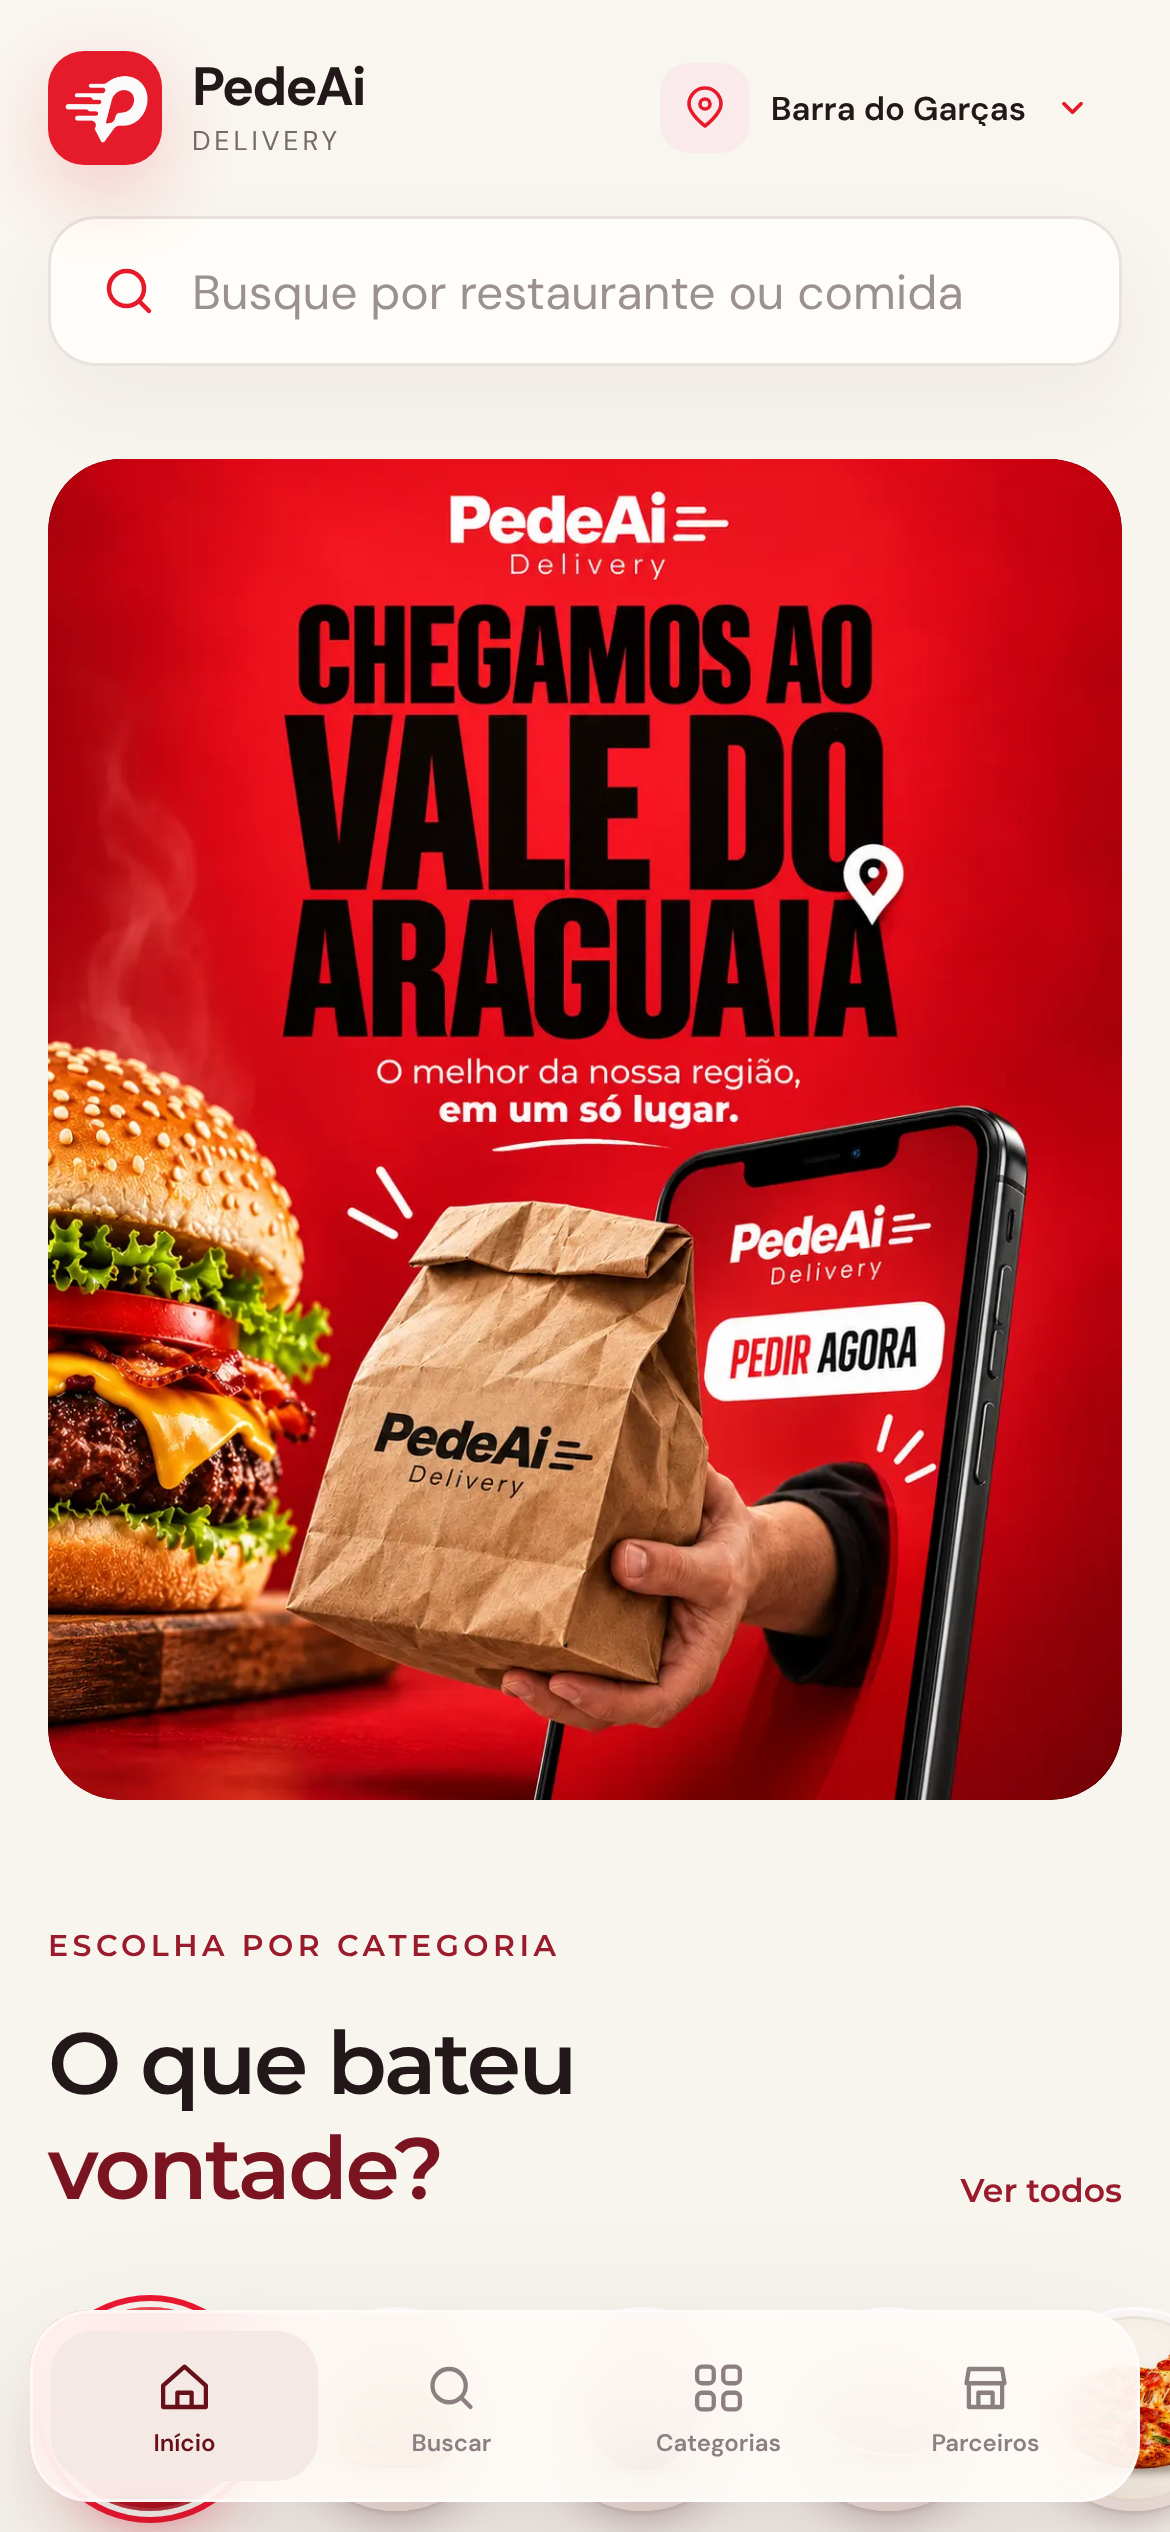 PedeAi
DELIVERY
Barra do Garças
Busque por restaurante ou comida
PedeAi
Delivery
CHEGAMOS AO
VALE DO
ARAGUAIA
O melhor da nossa região,
em um só lugar.
PedeAi
Delivery
PEDIR AGORA
PedeAi
Delivery
ESCOLHA POR CATEGORIA
O que bateu
vontade?
Ver todos
Início
Buscar
Categorias
Parceiros